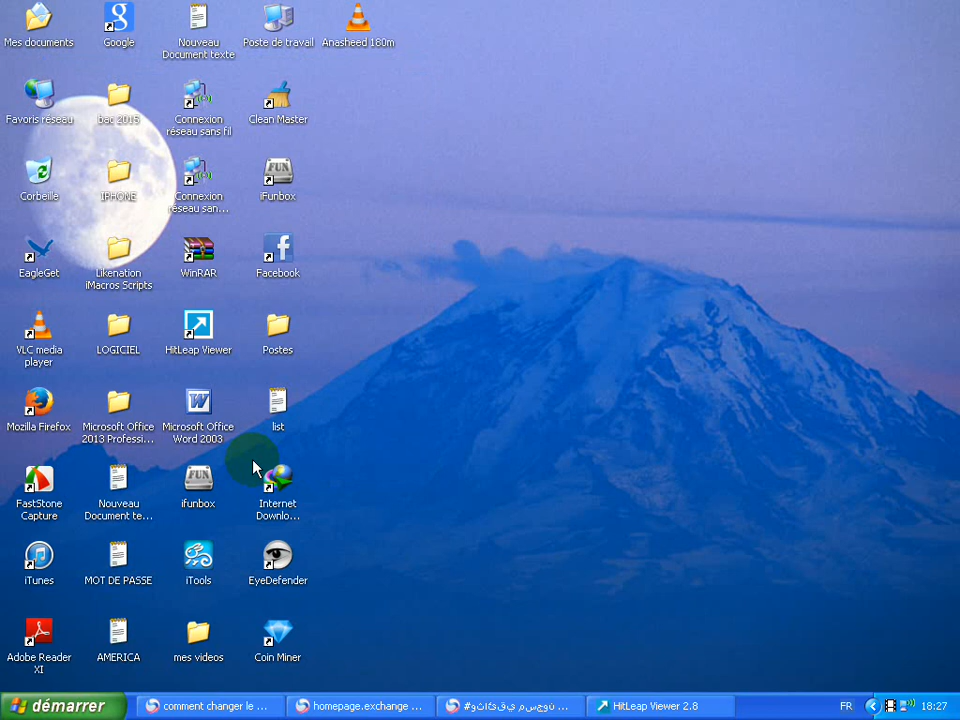 Mes documents
Google
Nouveau
Document texte
Poste de travail
Anasheed 180m
Favoris réseau
bac 2015
Connexion
réseau sans fil
Clean Master
Corbeille
IPHONE
Connexion
réseau san...
iFunbox
EagleGet
Likenation
iMacros Scripts
WinRAR
Facebook
VLC media
player
LOGICIEL
HitLeap Viewer
Postes
Mozilla Firefox
Microsoft Office
2013 Professi...
Microsoft Office
Word 2003
list
FastStone
Capture
Nouveau
Document te...
ifunbox
Internet
Downlo...
iTunes
MOT DE PASSE
iTools
EyeDefender
Adobe Reader
XI
AMERICA
mes videos
Coin Miner
FUN
FUN
démarrer
comment changer le ...
homepage.exchange ...
#وثائقي مسجون ...
HitLeap Viewer 2.8
FR
18:27